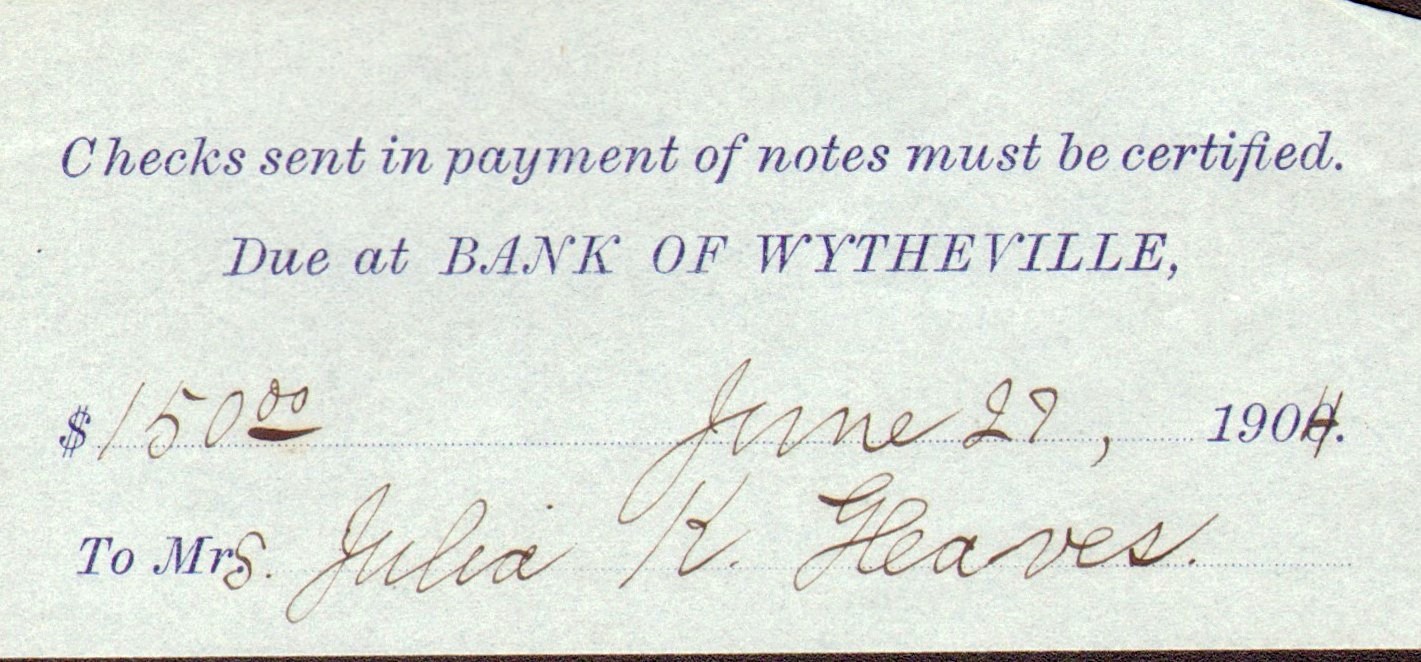 Checks sent in payment of notes must be certified.
Due at BANK OF WYTHEVILLE,
$150.00 June 27, 1904.
To Mrs. Julia K. Gleaves.